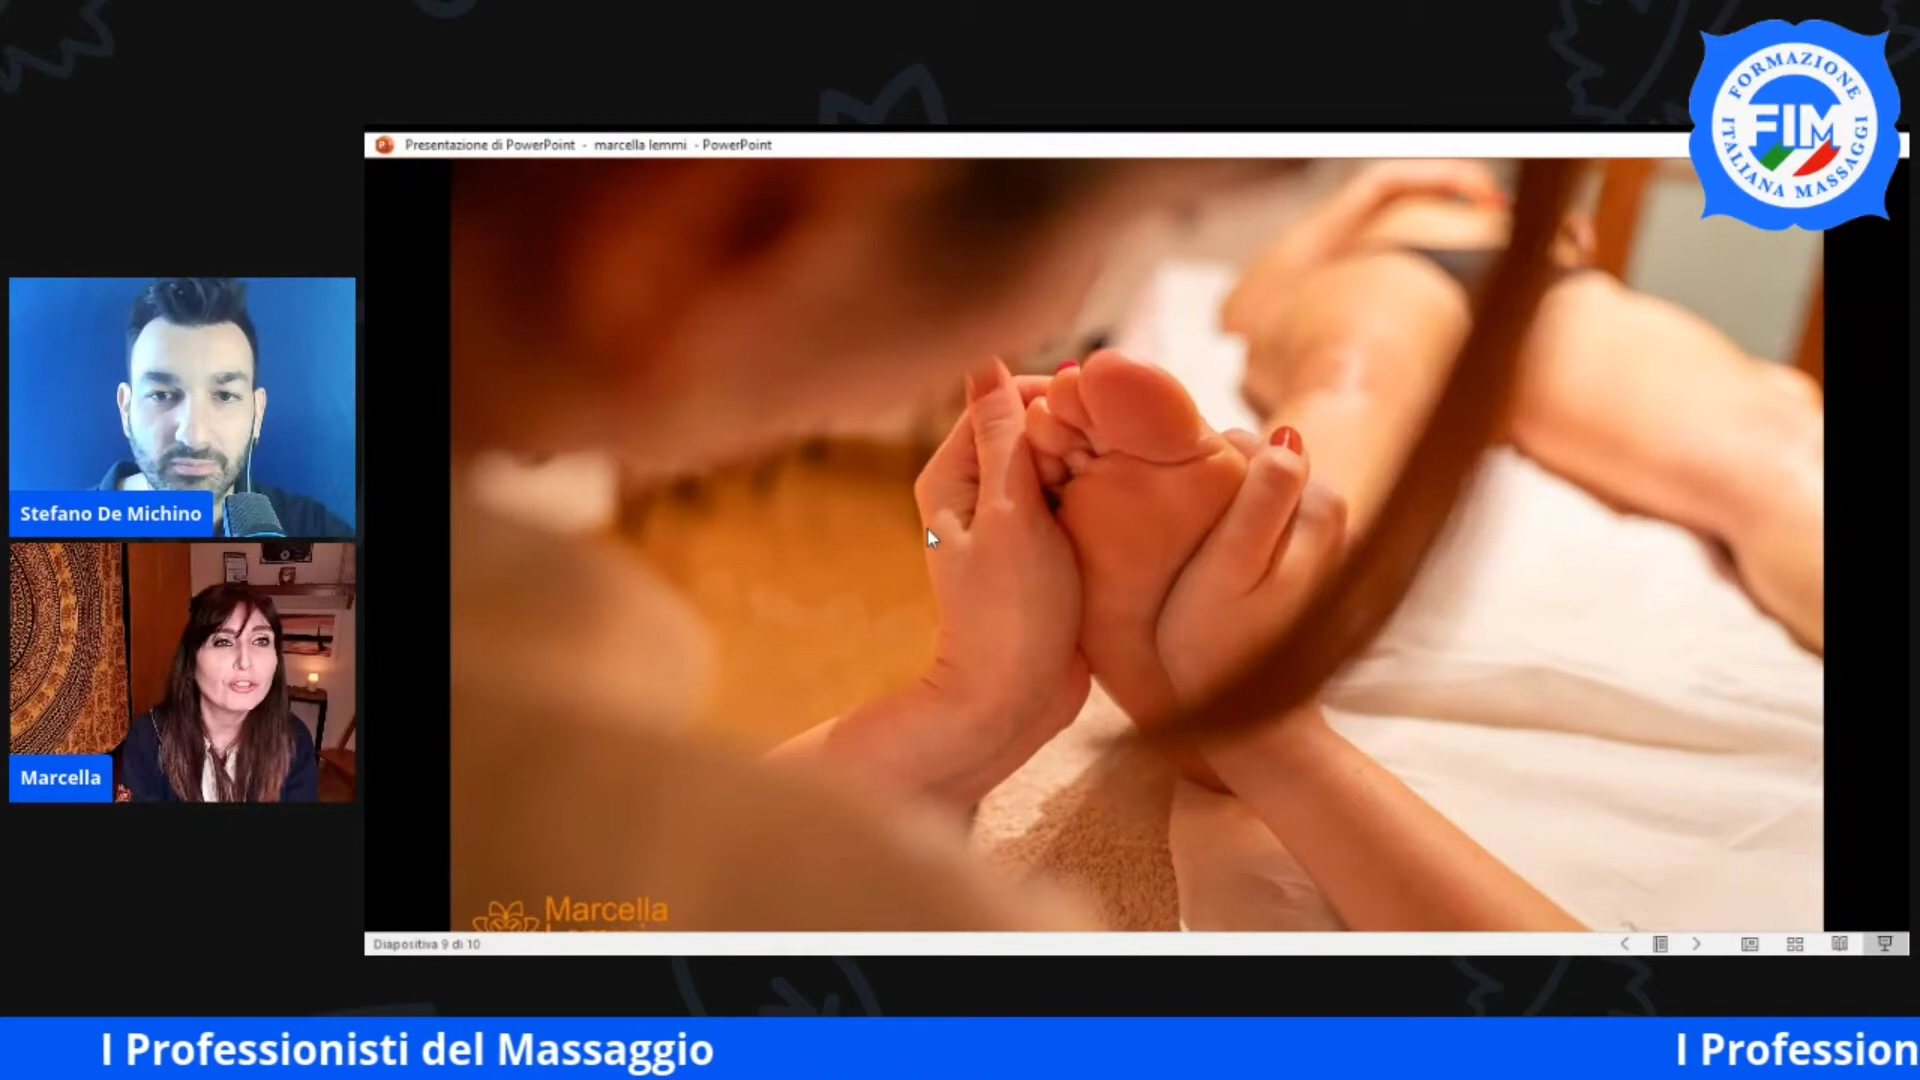 FORMAZIONE
FIM
ITALIANA MASSAGGI
Presentazione di PowerPoint - marcella lemmi - PowerPoint
Stefano De Michino
Marcella
Marcella
Diapositiva 9 di 10
I Professionisti del Massaggio
I Profession